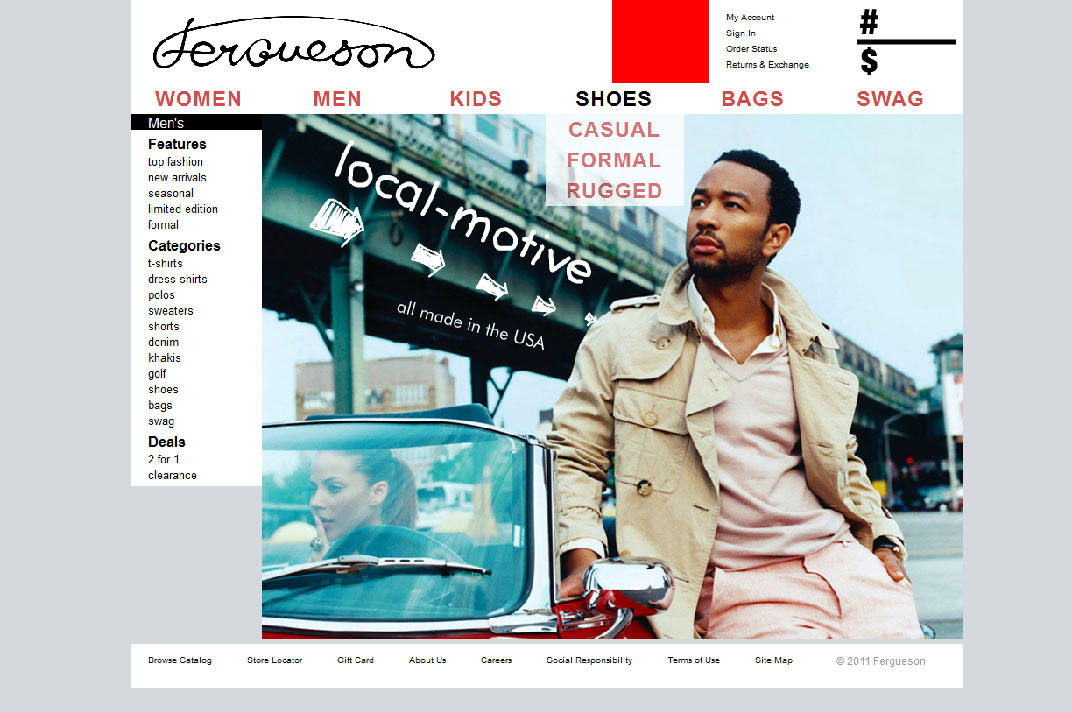 Fergueson
My Account
Sign In
Order Status
Returns & Exchange
#
$
WOMEN MEN KIDS SHOES BAGS SWAG
CASUAL
FORMAL
RUGGED
Men's
Features
top fashion
new arrivals
seasonal
limited edition
formal
Categories
t-shirts
dress-shirts
polos
sweaters
shorts
denim
khakis
golf
shoes
bags
swag
Deals
2 for 1
clearance
local-motive
all made in the USA
Browse Catalog Store Locator Gift Card About Us Careers Social Responsibility Terms of Use Site Map © 2011 Fergueson